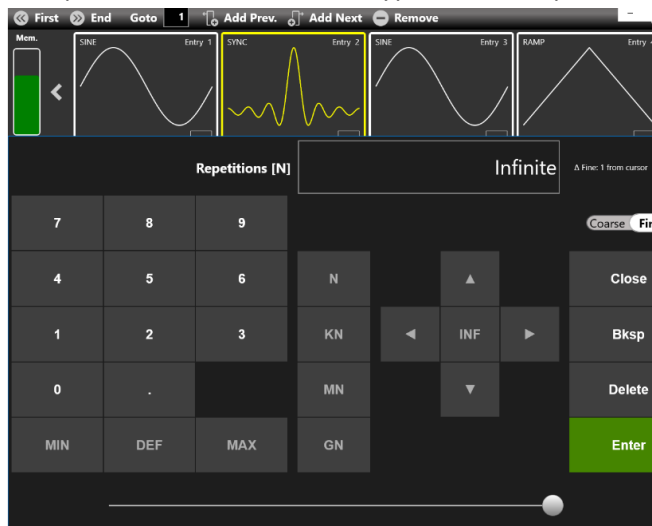 First End Goto 1 Add Prev. Add Next Remove
Mem.
SINE Entry 1 SYNC Entry 2 SINE Entry 3 RAMP Entry
Repetitions [N] Infinite Δ Fine: 1 from cursor
7 8 9
Coarse
4 5 6 N Close
1 2 3 KN INF Bksp
0 . MN Delete
MIN DEF MAX GN Enter